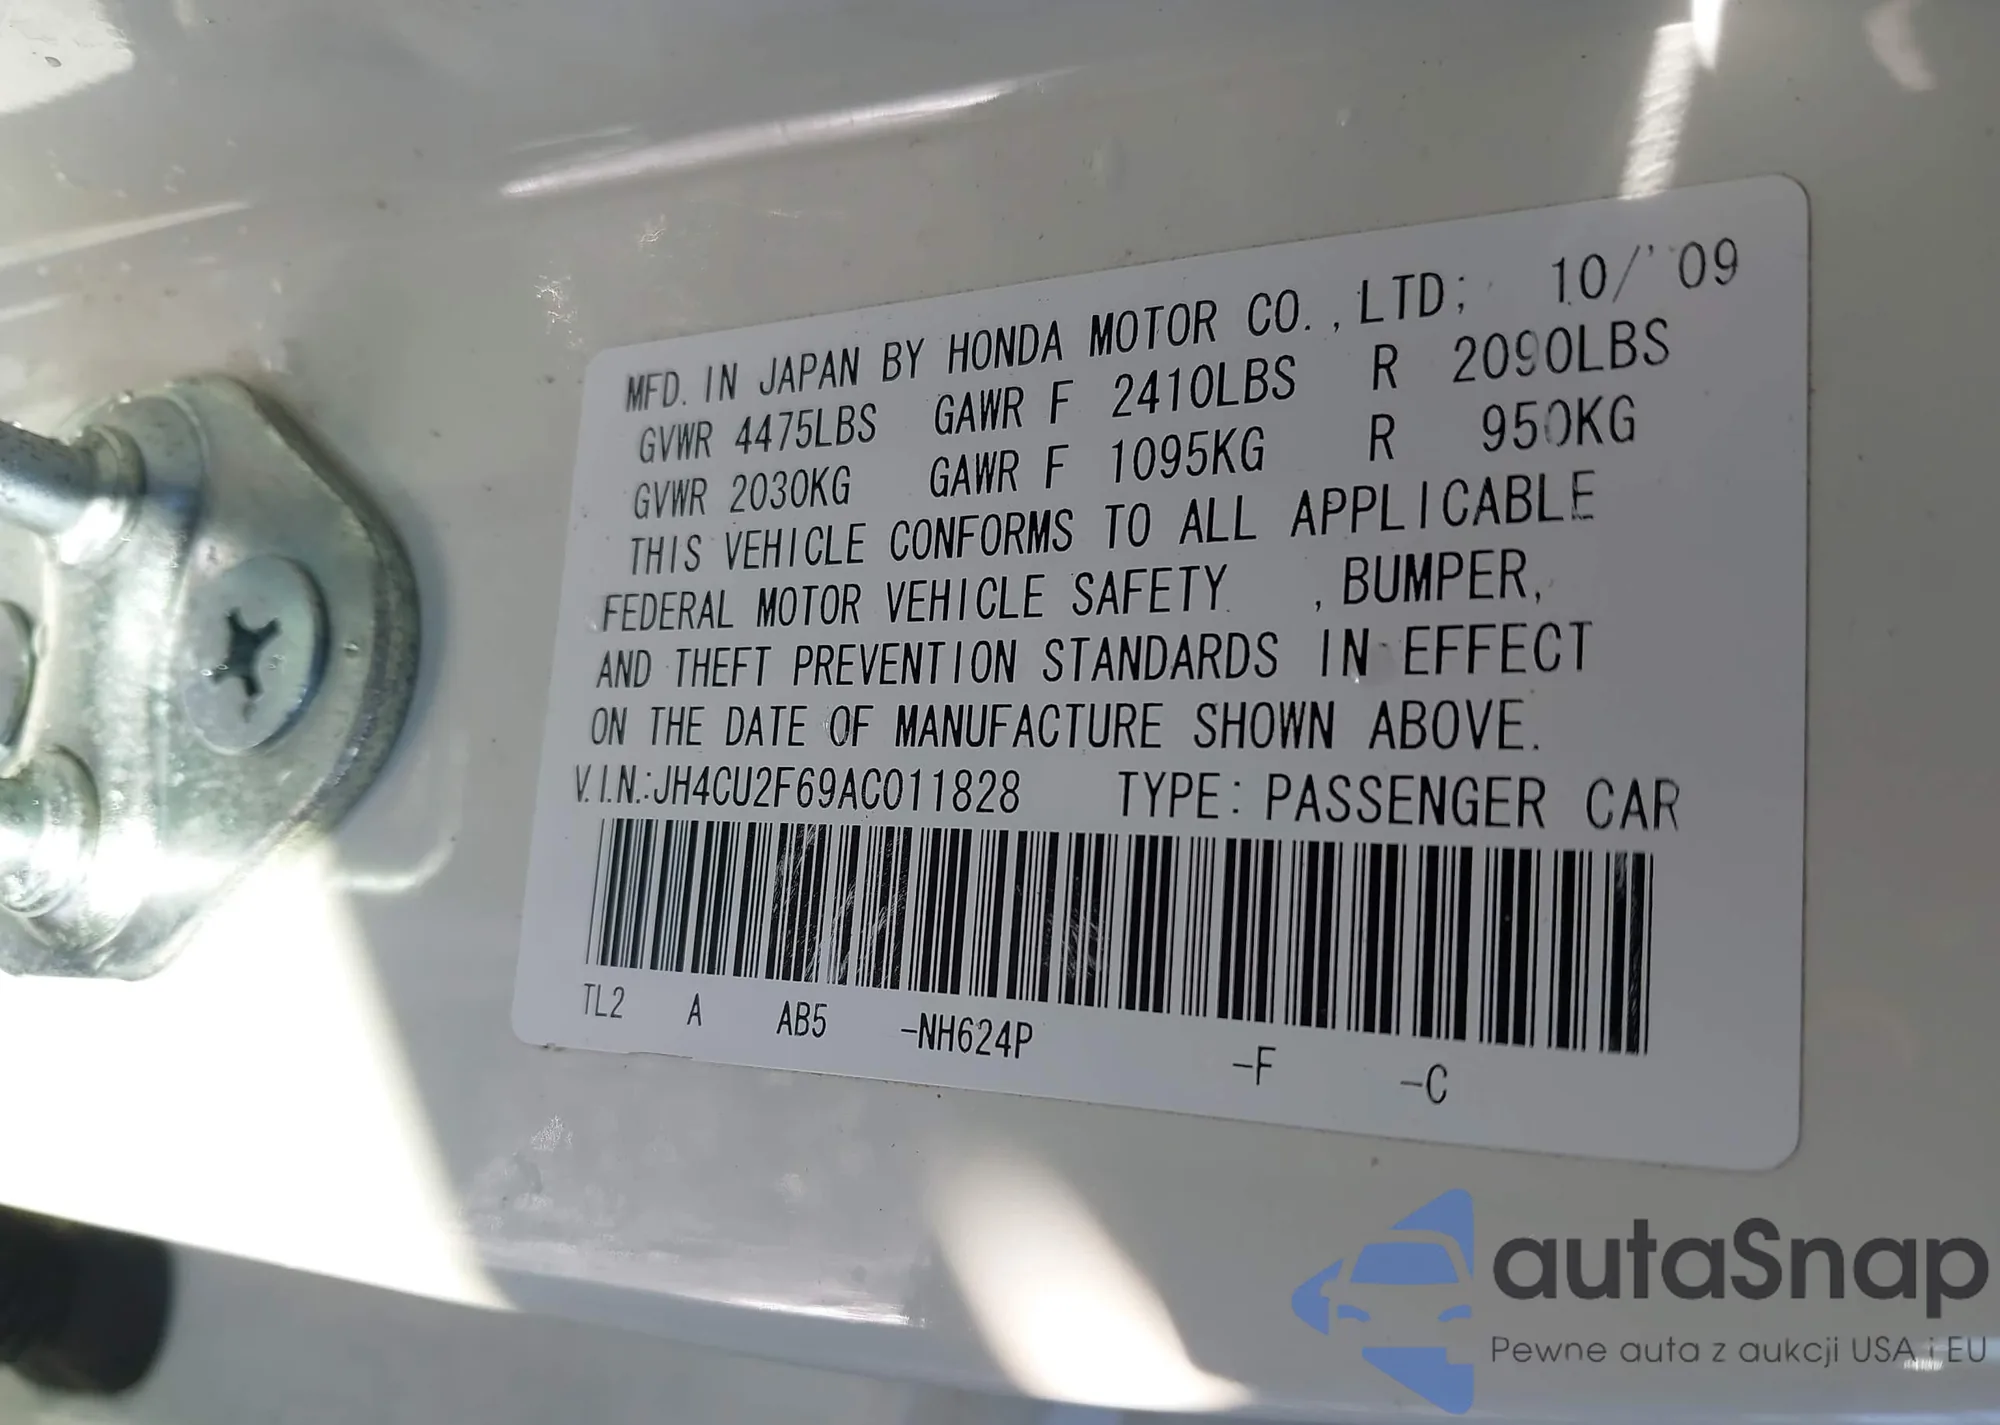 MFD. IN JAPAN BY HONDA MOTOR CO.,LTD; 10/'09
GVWR 4475LBS GAWR F 2410LBS R 2090LBS
GVWR 2030KG GAWR F 1095KG R 950KG
THIS VEHICLE CONFORMS TO ALL APPLICABLE
FEDERAL MOTOR VEHICLE SAFETY ,BUMPER,
AND THEFT PREVENTION STANDARDS IN EFFECT
ON THE DATE OF MANUFACTURE SHOWN ABOVE.
V.I.N.:JH4CU2F69AC011828 TYPE: PASSENGER CAR
TL2 A AB5 -NH624P -F -C
autaSnap
Pewne auta z aukcji USA i EU